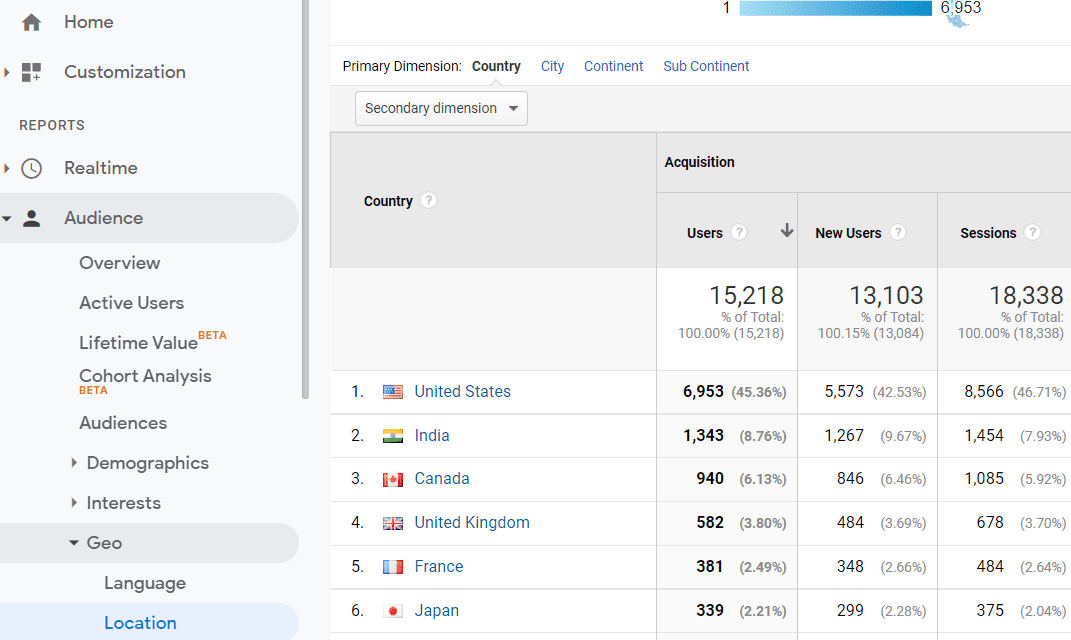 Home
Customization
REPORTS
Realtime
Audience
Overview
Active Users
Lifetime Value BETA
Cohort Analysis
BETA
Audiences
Demographics
Interests
Geo
Language
Location
1 6,953
Primary Dimension: Country City Continent Sub Continent
Secondary dimension
Country ?
Acquisition
Users ? New Users ? Sessions ?
15,218 13,103 18,338
% of Total: % of Total: % of Total:
100.00% (15,218) 100.15% (13,084) 100.00% (18,338)
1. United States 6,953 (45.36%) 5,573 (42.53%) 8,566 (46.71%)
2. India 1,343 (8.76%) 1,267 (9.67%) 1,454 (7.93%)
3. Canada 940 (6.13%) 846 (6.46%) 1,085 (5.92%)
4. United Kingdom 582 (3.80%) 484 (3.69%) 678 (3.70%)
5. France 381 (2.49%) 348 (2.66%) 484 (2.64%)
6. Japan 339 (2.21%) 299 (2.28%) 375 (2.04%)